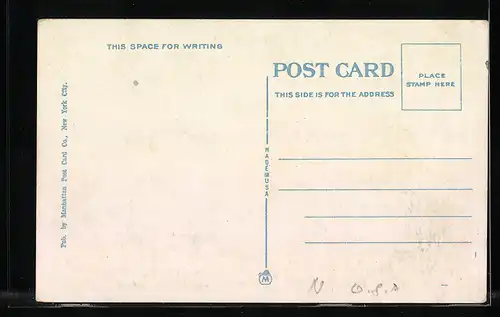 THIS SPACE FOR WRITING
POST CARD
THIS SIDE IS FOR THE ADDRESS
PLACE
STAMP HERE
Pub. by Manhattan Post Card Co., New York City.
MADE IN USA
M
N